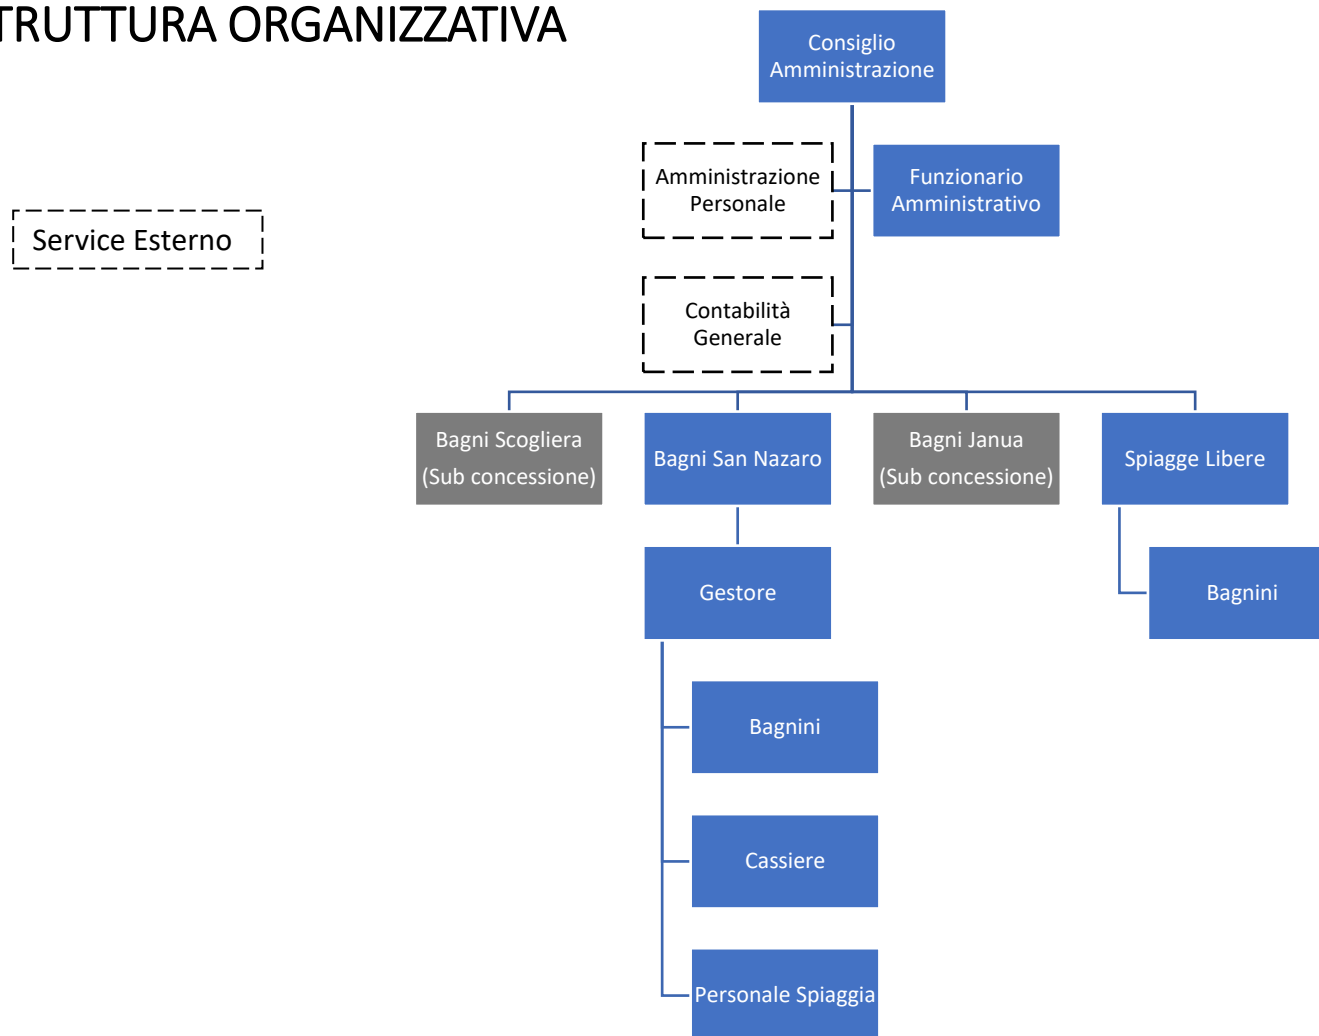 TRUTTURA ORGANIZZATIVA
Consiglio
Amministrazione
Amministrazione
Personale
Funzionario
Amministrativo
Service Esterno
Contabilità
Generale
Bagni Scogliera
(Sub concessione)
Bagni San Nazaro
Bagni Janua
(Sub concessione)
Spiagge Libere
Gestore
Bagnini
Bagnini
Cassiere
Personale Spiaggia